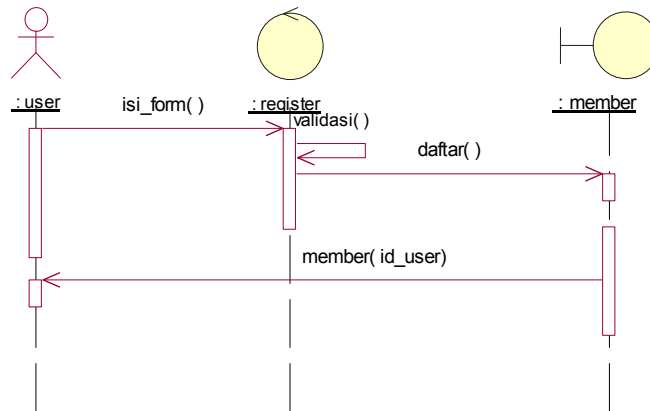 : user
: register
: member
isi_form( )
validasi( )
daftar( )
member( id_user)